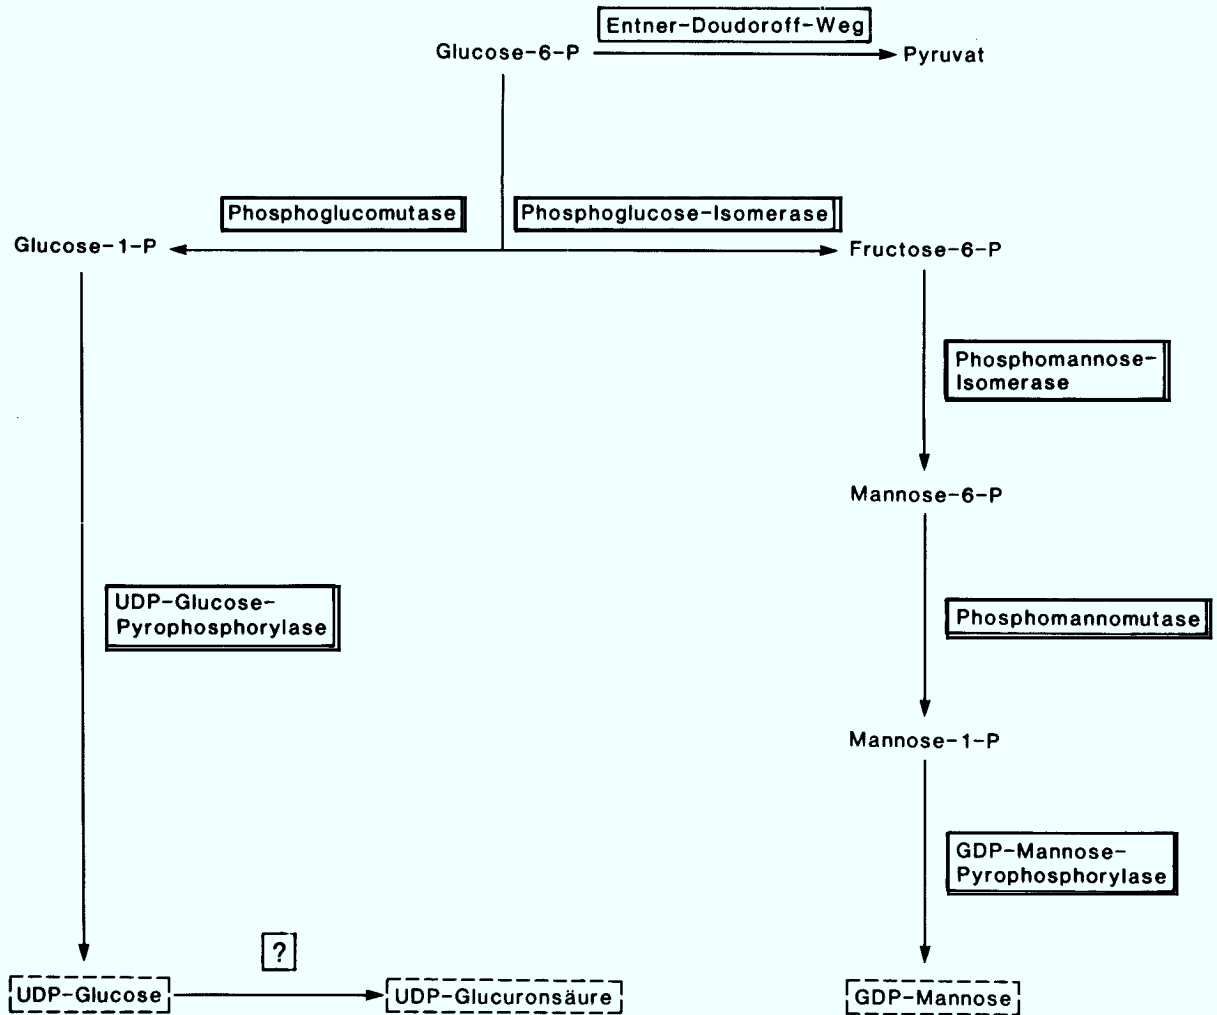 Entner-Doudoroff-Weg
Glucose-6-P
Pyruvat
Phosphoglucomutase
Phosphoglucose-Isomerase
Glucose-1-P
Fructose-6-P
Phosphomannose-
Isomerase
Mannose-6-P
UDP-Glucose-
Pyrophosphorylase
Phosphomannomutase
Mannose-1-P
GDP-Mannose-
Pyrophosphorylase
?
UDP-Glucose
UDP-Glucuronsäure
GDP-Mannose